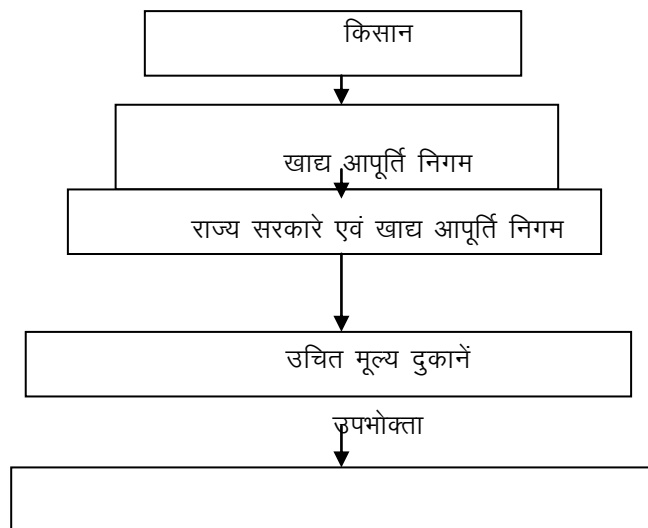 किसान
खाद्य आपूर्ति निगम
राज्य सरकारे एवं खाद्य आपूर्ति निगम
उचित मूल्य दुकानें
उपभोक्ता